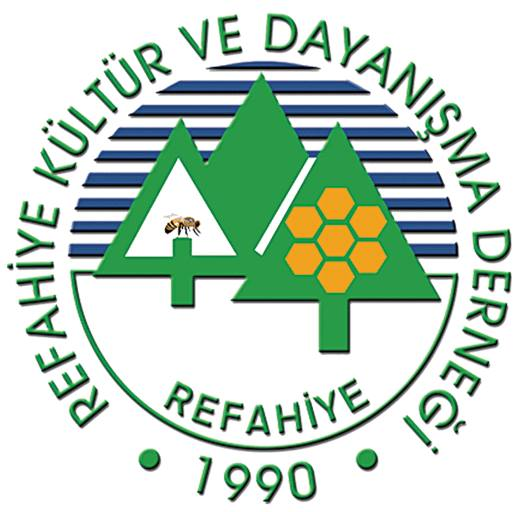 REFAHİYE KÜLTÜR VE DAYANIŞMA DERNEĞİ
REFAHİYE
• 1990 •